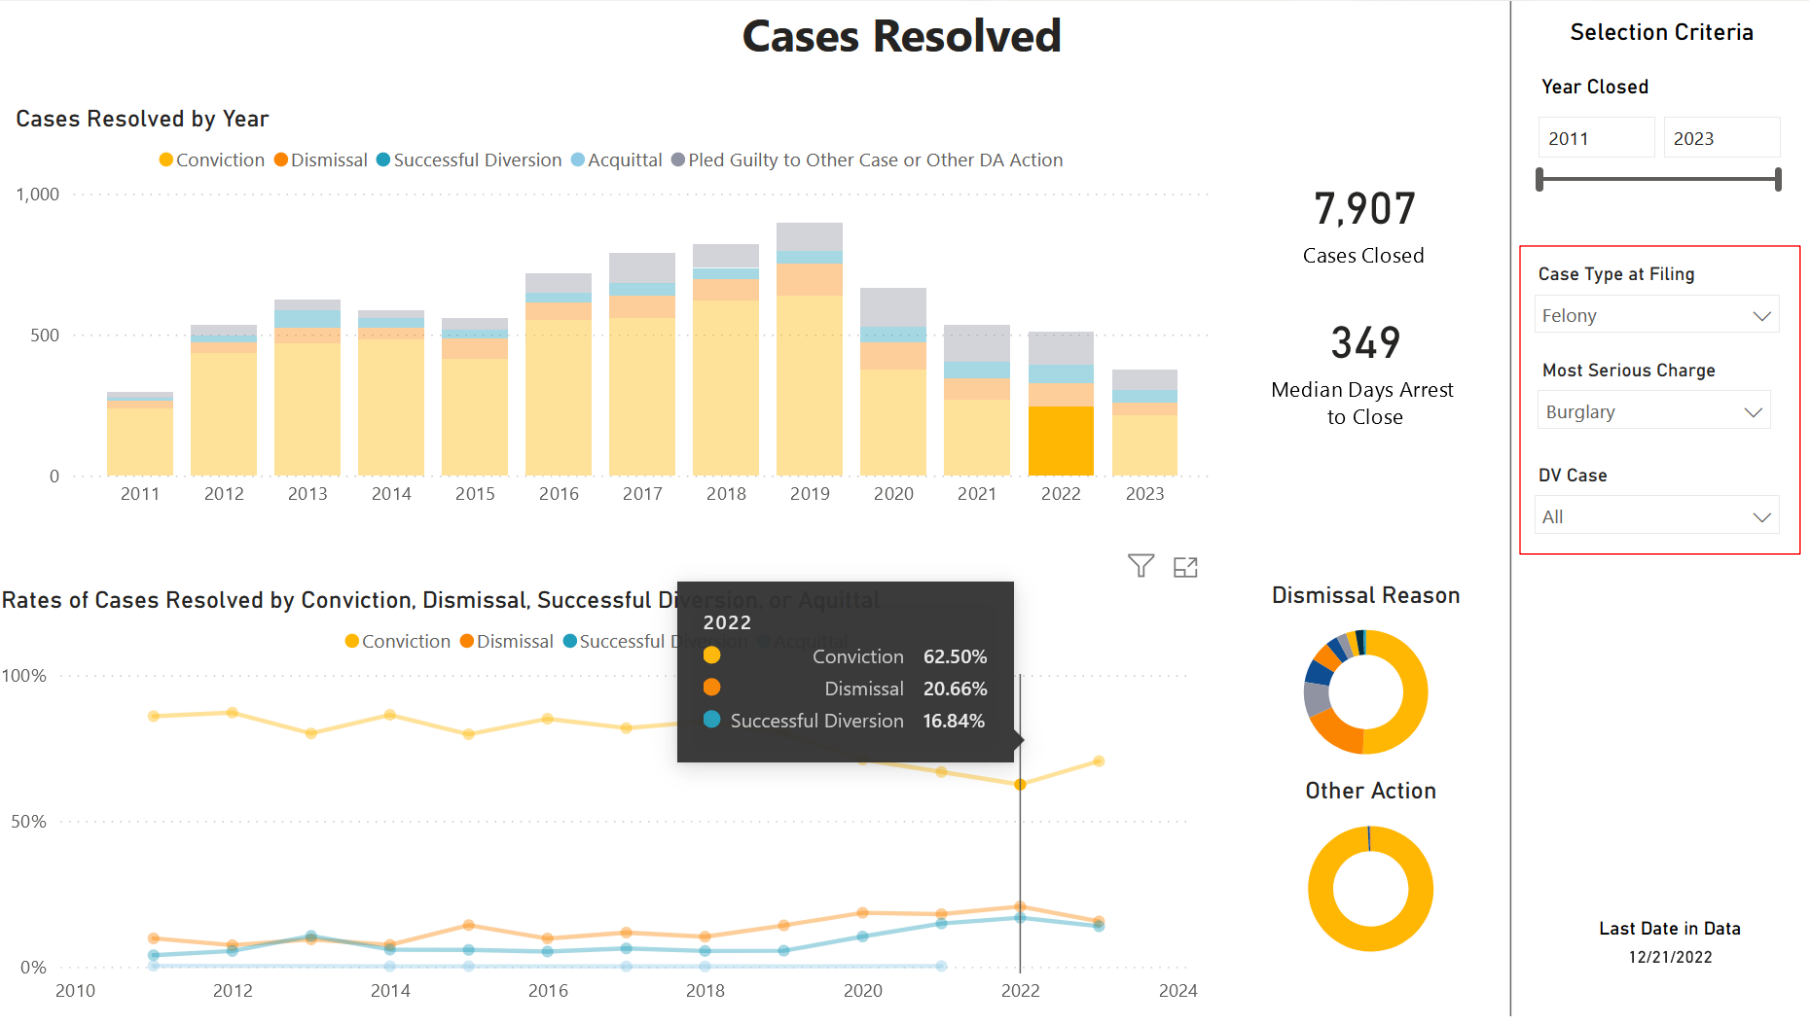 Cases Resolved
Selection Criteria
Year Closed
2011
2023
Cases Resolved by Year
Conviction
Dismissal
Successful Diversion
Acquittal
Pled Guilty to Other Case or Other DA Action
1,000
500
0
2011
2012
2013
2014
2015
2016
2017
2018
2019
2020
2021
2022
2023
7,907
Cases Closed
349
Median Days Arrest
to Close
Case Type at Filing
Felony
Most Serious Charge
Burglary
DV Case
All
Rates of Cases Resolved by Conviction, Dismissal, Successful Diversion, or Aquittal
Conviction
Dismissal
Successful Diversion
Acquittal
2022
Conviction 62.50%
Dismissal 20.66%
Successful Diversion 16.84%
100%
50%
0%
2010
2012
2014
2016
2018
2020
2022
2024
Dismissal Reason
Other Action
Last Date in Data
12/21/2022